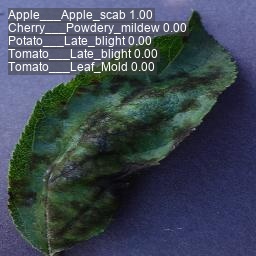 Apple___Apple_scab 1.00
Cherry___Powdery_mildew 0.00
Potato___Late_blight 0.00
Tomato___Late_blight 0.00
Tomato___Leaf_Mold 0.00